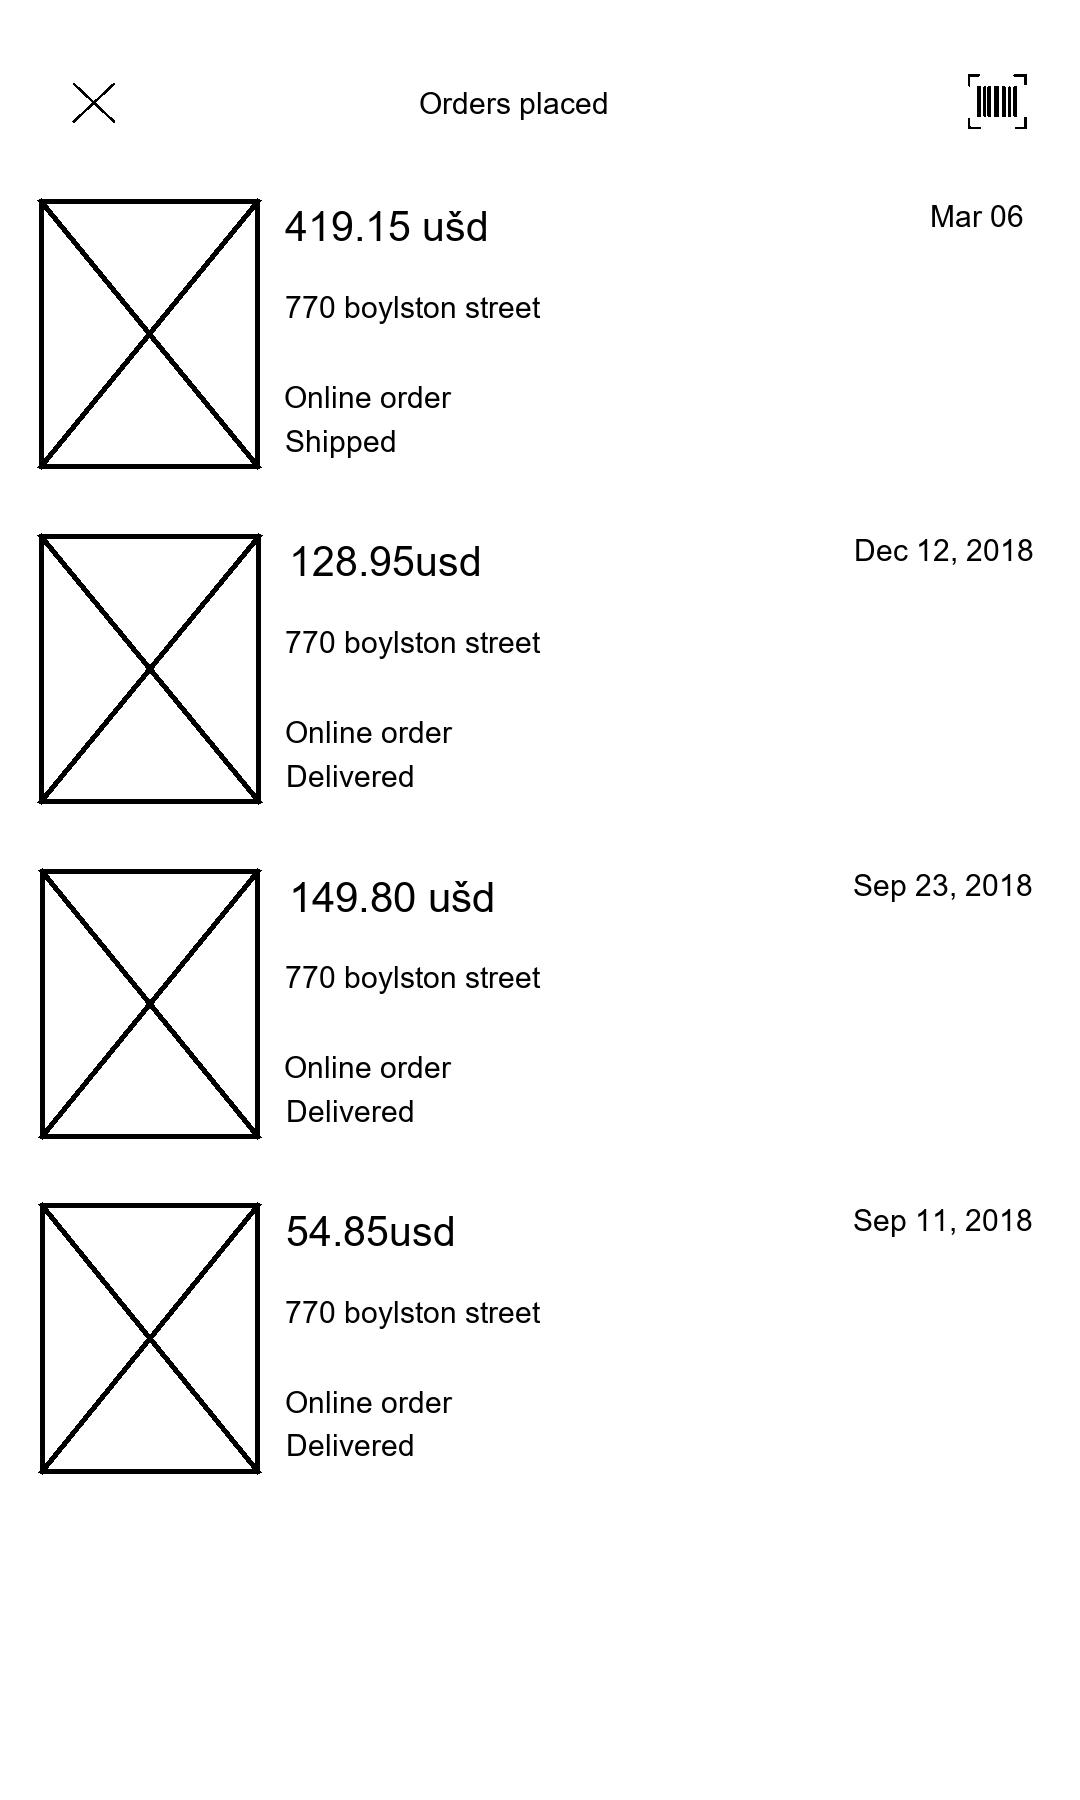 Orders placed
419.15 ušd
Mar 06
770 boylston street
Online order
Shipped
128.95usd
Dec 12, 2018
770 boylston street
Online order
Delivered
149.80 ušd
Sep 23, 2018
770 boylston street
Online order
Delivered
54.85usd
Sep 11, 2018
770 boylston street
Online order
Delivered